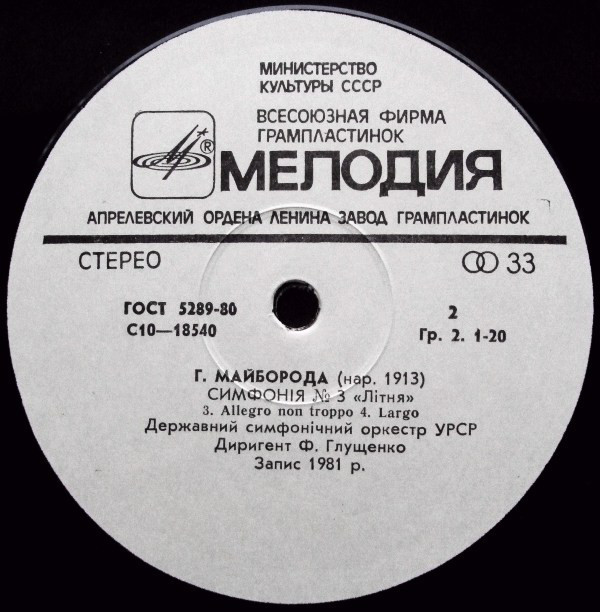 МИНИСТЕРСТВО
КУЛЬТУРЫ СССР
ВСЕСОЮЗНАЯ ФИРМА
ГРАМПЛАСТИНОК
®
МЕЛОДИЯ
АПРЕЛЕВСКИЙ ОРДЕНА ЛЕНИНА ЗАВОД ГРАМПЛАСТИНОК
СТЕРЕО 33
ГОСТ 5289-80 2
С10—18540 Гр. 2. 1-20
Г. МАЙБОРОДА (нар. 1913)
СИМФОНІЯ № 3 «Літня»
3. Allegro non troppo 4. Largo
Державний симфонічний оркестр УРСР
Диригент Ф. Глущенко
Запис 1981 р.